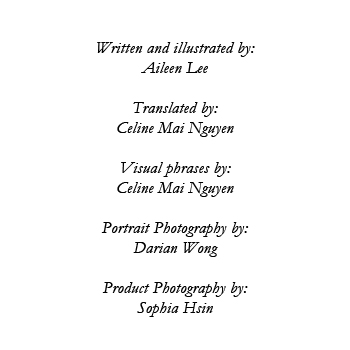 Written and illustrated by:
Aileen Lee
Translated by:
Celine Mai Nguyen
Visual phrases by:
Celine Mai Nguyen
Portrait Photography by:
Darian Wong
Product Photography by:
Sophia Hsin